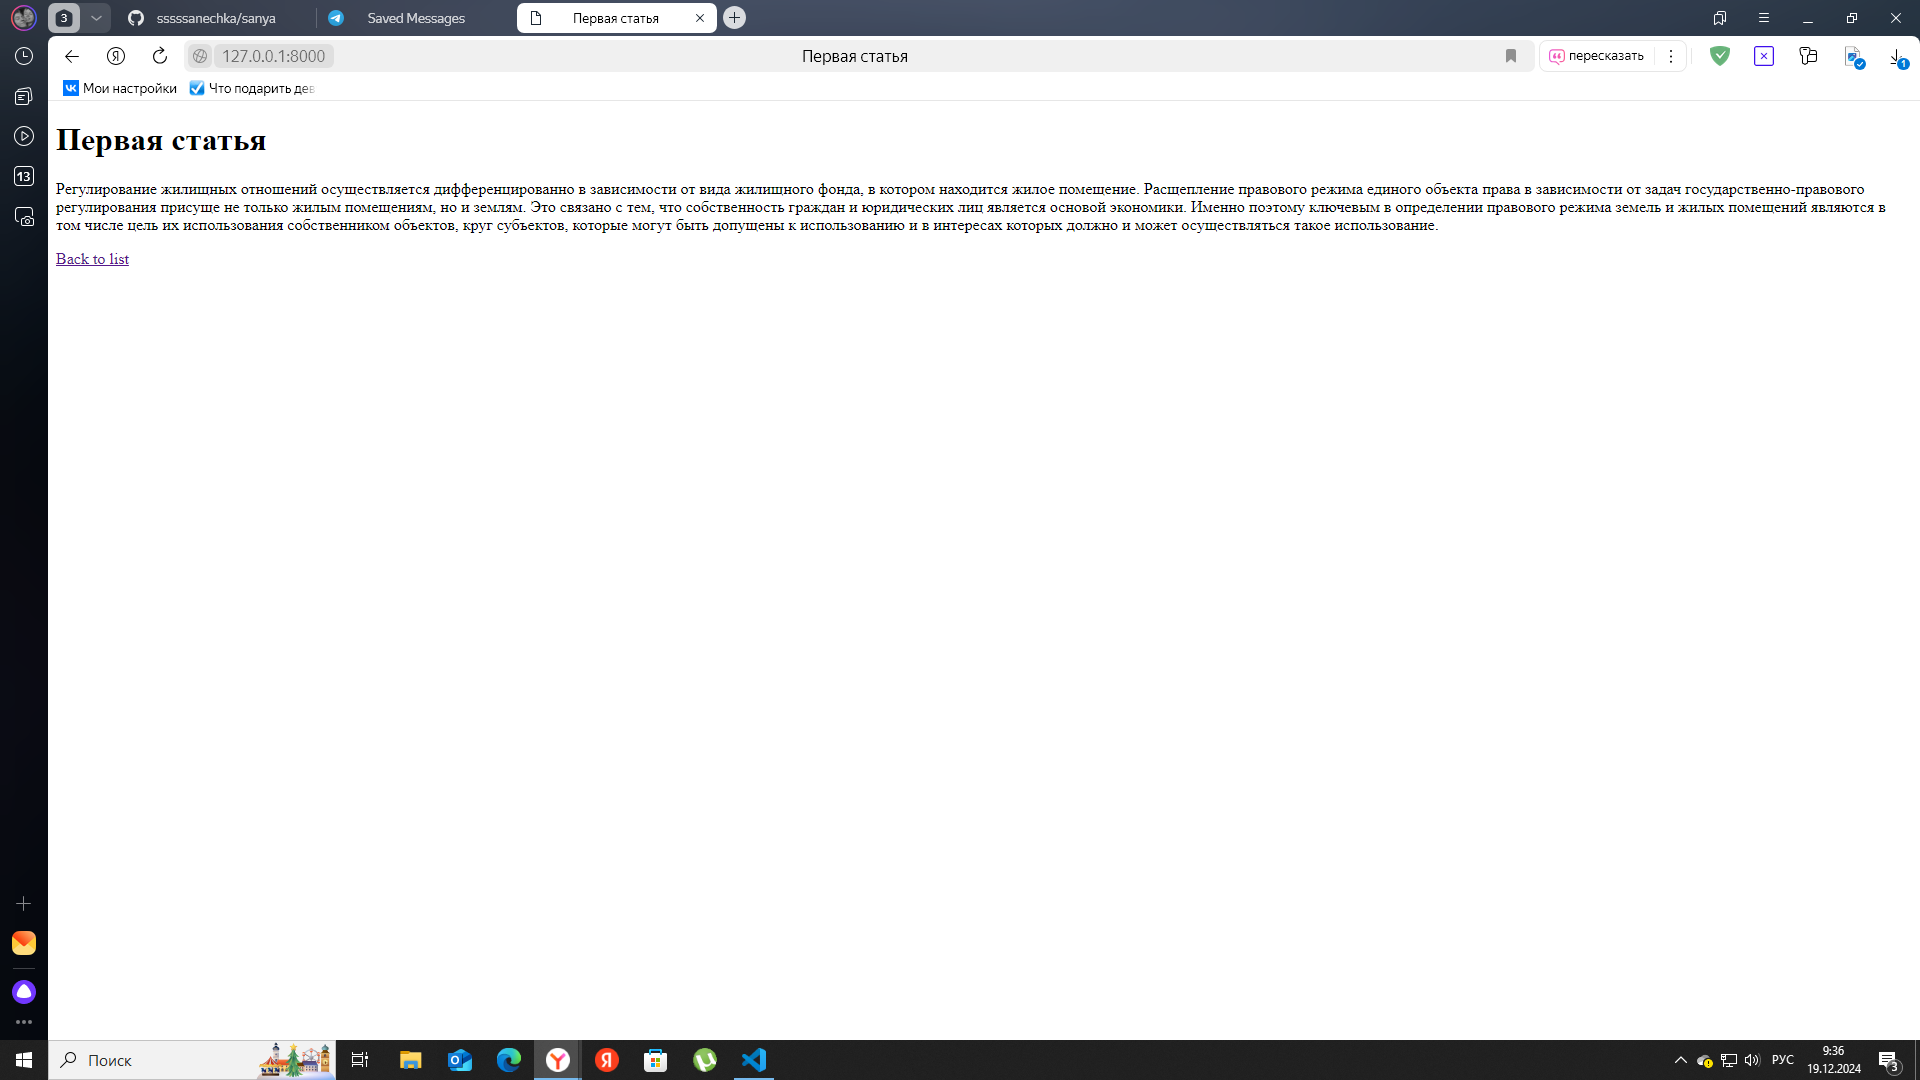 3
sssssanechka/sanya
Saved Messages
Первая статья
127.0.0.1:8000
Первая статья
пересказать
1
Мои настройки
Что подарить дев
13
Первая статья
Регулирование жилищных отношений осуществляется дифференцированно в зависимости от вида жилищного фонда, в котором находится жилое помещение. Расщепление правового режима единого объекта права в зависимости от задач государственно-правового
регулирования присуще не только жилым помещениям, но и землям. Это связано с тем, что собственность граждан и юридических лиц является основой экономики. Именно поэтому ключевым в определении правового режима земель и жилых помещений являются в
том числе цель их использования собственником объектов, круг субъектов, которые могут быть допущены к использованию и в интересах которых должно и может осуществляться такое использование.
Back to list
Поиск
РУС
9:36
19.12.2024
3